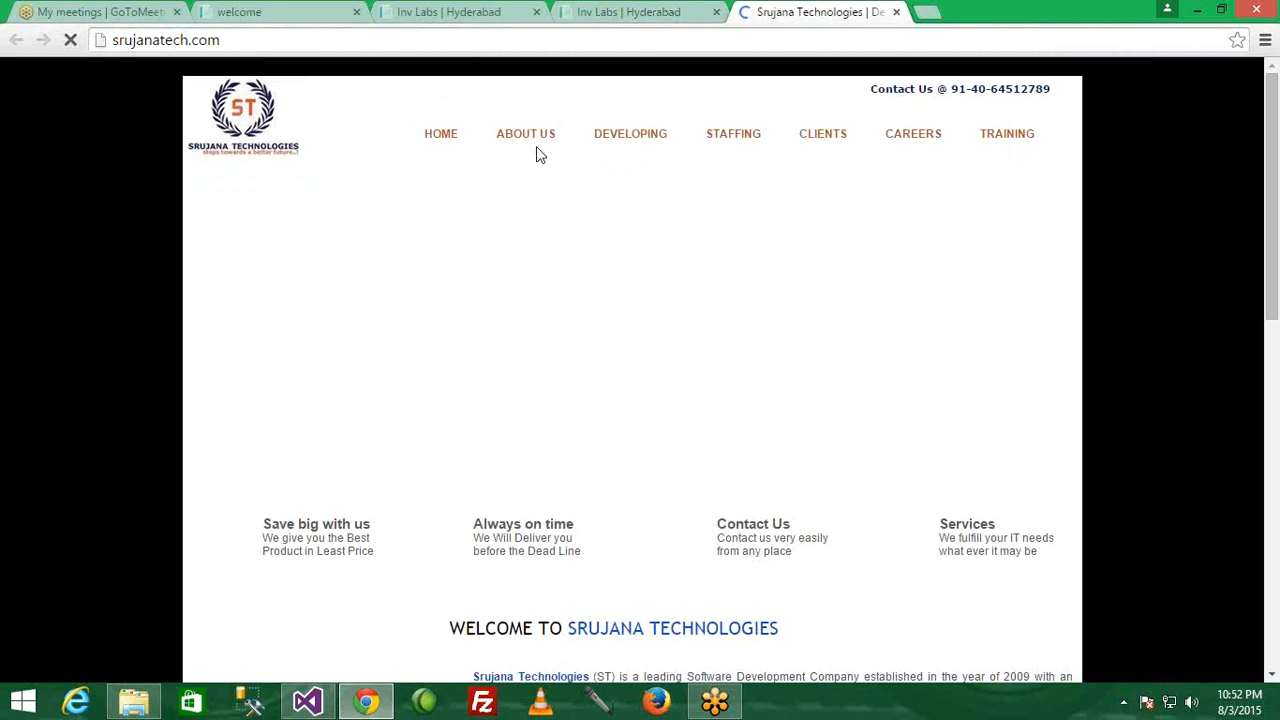 My meetings | GoToMeeti
welcome
Inv Labs | Hyderabad
Inv Labs | Hyderabad
Srujana Technologies | De
srujanatech.com
ST
SRUJANA TECHNOLOGIES
steps towards a better future..!
Contact Us @ 91-40-64512789
HOME
ABOUT US
DEVELOPING
STAFFING
CLIENTS
CAREERS
TRAINING
Save big with us
We give you the Best
Product in Least Price
Always on time
We Will Deliver you
before the Dead Line
Contact Us
Contact us very easily
from any place
Services
We fulfill your IT needs
what ever it may be
WELCOME TO SRUJANA TECHNOLOGIES
Srujana Technologies (ST) is a leading Software Development Company established in the year of 2009 with an
10:52 PM
8/3/2015